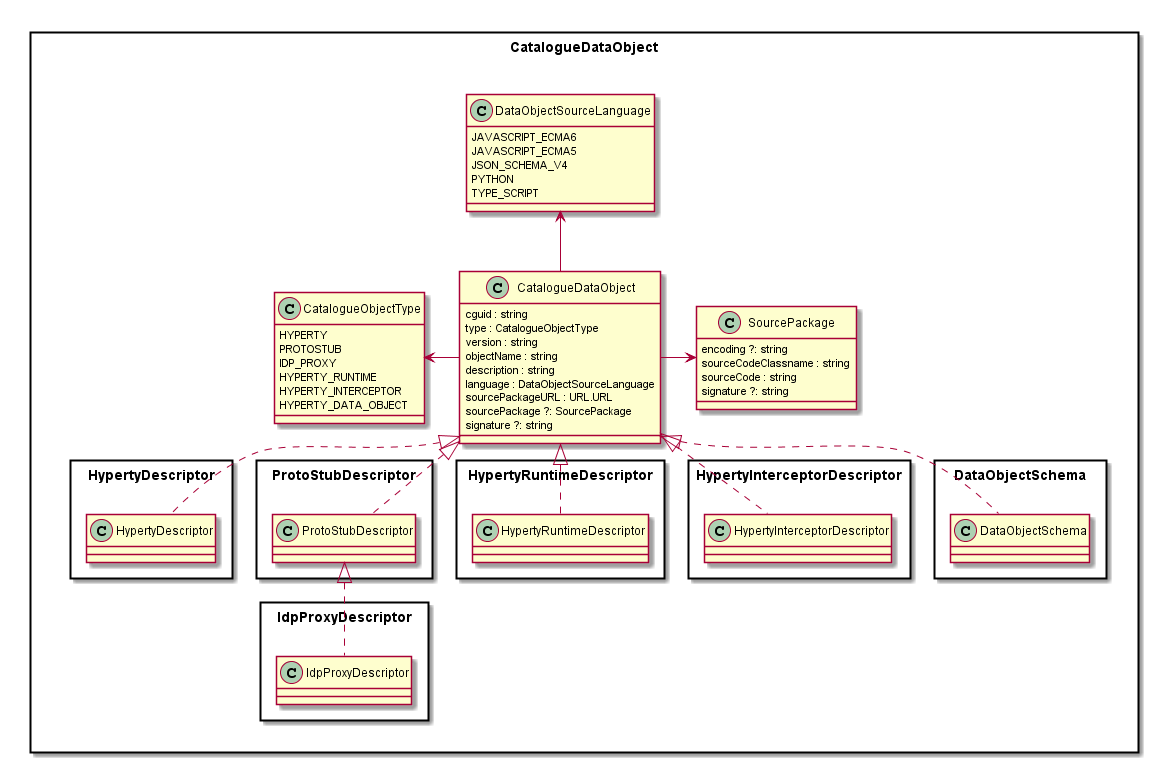 CatalogueDataObject
C DataObjectSourceLanguage
JAVASCRIPT_ECMA6
JAVASCRIPT_ECMA5
JSON_SCHEMA_V4
PYTHON
TYPE_SCRIPT
C CatalogueObjectType
HYPERTY
PROTOSTUB
IDP_PROXY
HYPERTY_RUNTIME
HYPERTY_INTERCEPTOR
HYPERTY_DATA_OBJECT
C CatalogueDataObject
cguid : string
type : CatalogueObjectType
version : string
objectName : string
description : string
language : DataObjectSourceLanguage
sourcePackageURL : URL.URL
sourcePackage ?: SourcePackage
signature ?: string
C SourcePackage
encoding ?: string
sourceCodeClassname : string
sourceCode : string
signature ?: string
HypertyDescriptor
C HypertyDescriptor
ProtoStubDescriptor
C ProtoStubDescriptor
HypertyRuntimeDescriptor
C HypertyRuntimeDescriptor
HypertyInterceptorDescriptor
C HypertyInterceptorDescriptor
DataObjectSchema
C DataObjectSchema
IdpProxyDescriptor
C IdpProxyDescriptor